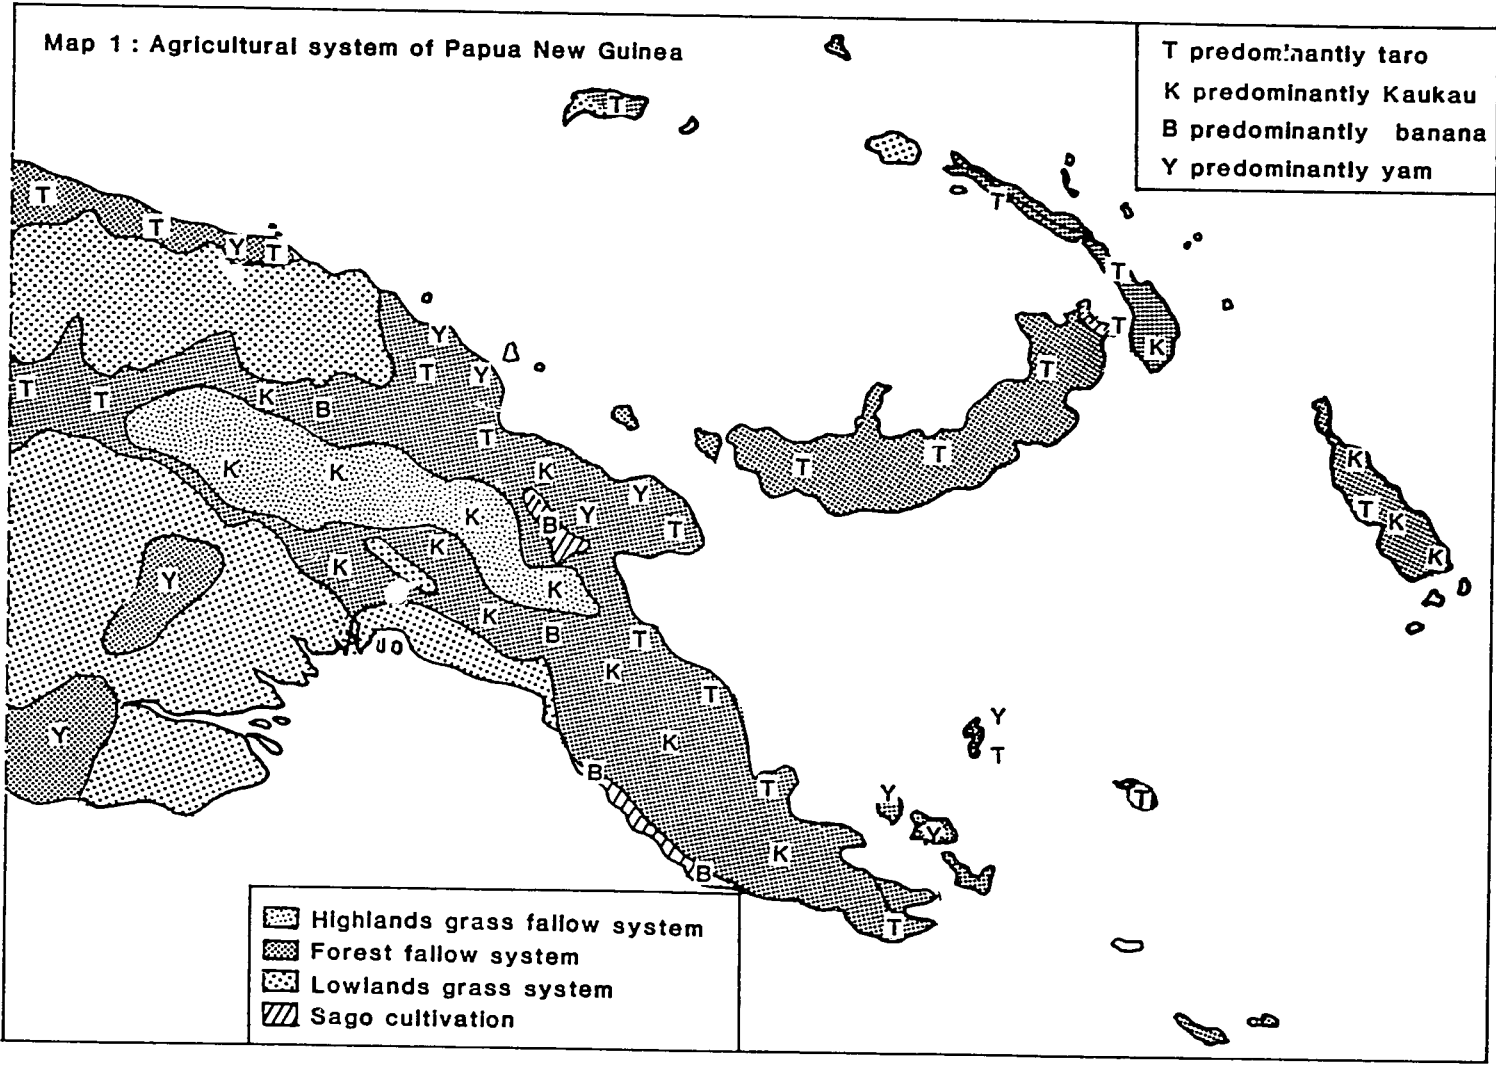 Map 1 : Agricultural system of Papua New Guinea
T predominantly taro
K predominantly Kaukau
B predominantly banana
Y predominantly yam
T
T
T
T
Y
T
T
T
K
T
Y
T
Y
T
T
K
B
T
T
T
T
K
K
K
K
Y
T
K
B
Y
K
T
K
K
K
K
Y
K
K
B
T
K
T
Y
K
Y
T
B
T
Y
T
Y
K
B
T
Highlands grass fallow system
Forest fallow system
Lowlands grass system
Sago cultivation